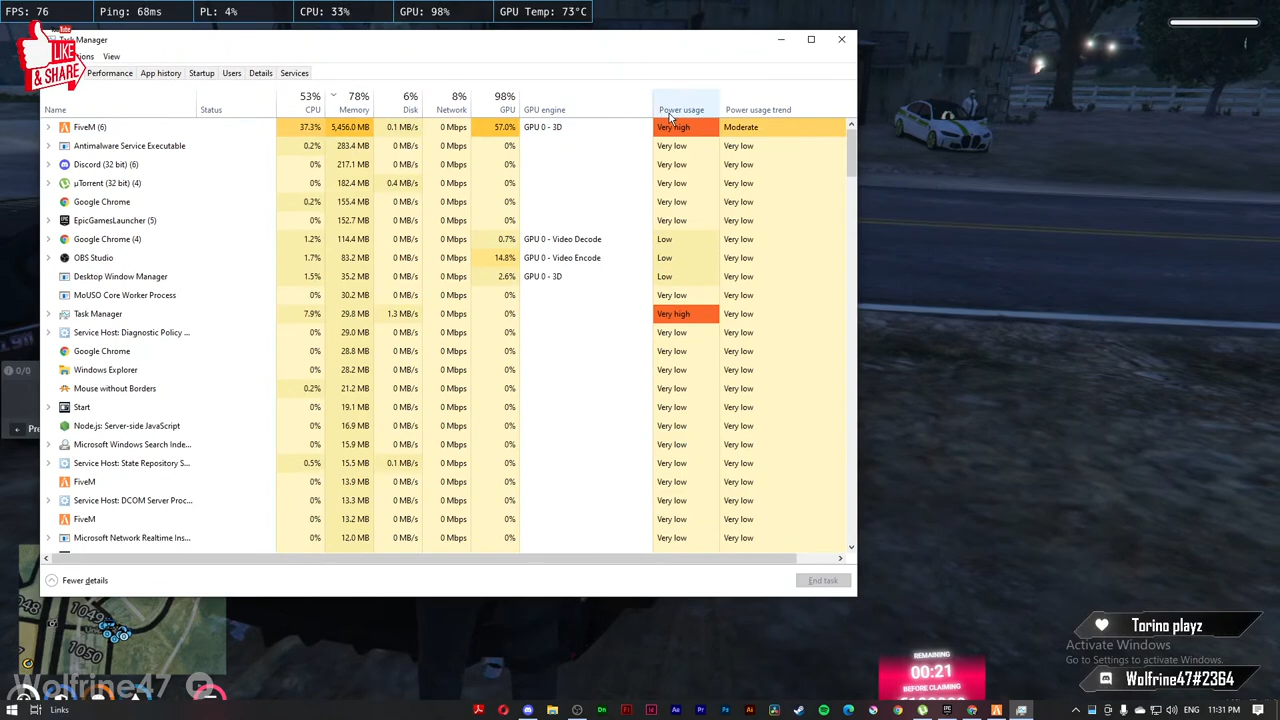 FPS: 76 Ping: 68ms PL: 4% CPU: 33% GPU: 98% GPU Temp: 73°C
YouTube
LIKE
& SHARE
Manager
View
Performance App history Startup Users Details Services
53% 78% 6% 8% 98%
Name Status CPU Memory Disk Network GPU GPU engine Power usage Power usage trend
FiveM (6) 37.3% 5,456.0 MB 0.1 MB/s 0 Mbps 57.0% GPU 0 - 3D Very high Moderate
Antimalware Service Executable 0.2% 283.4 MB 0 MB/s 0 Mbps 0% Very low Very low
Discord (32 bit) (6) 0% 217.1 MB 0 MB/s 0 Mbps 0% Very low Very low
µTorrent (32 bit) (4) 0% 182.4 MB 0.4 MB/s 0 Mbps 0% Very low Very low
Google Chrome 0.2% 155.4 MB 0 MB/s 0 Mbps 0% Very low Very low
EpicGamesLauncher (5) 0% 152.7 MB 0 MB/s 0 Mbps 0% Very low Very low
Google Chrome (4) 1.2% 114.4 MB 0 MB/s 0 Mbps 0.7% GPU 0 - Video Decode Low Very low
OBS Studio 1.7% 83.2 MB 0 MB/s 0 Mbps 14.8% GPU 0 - Video Encode Low Very low
Desktop Window Manager 1.5% 35.2 MB 0 MB/s 0 Mbps 2.6% GPU 0 - 3D Low Very low
MoUSO Core Worker Process 0% 30.2 MB 0 MB/s 0 Mbps 0% Very low Very low
Task Manager 7.9% 29.8 MB 1.3 MB/s 0 Mbps 0% Very high Very low
Service Host: Diagnostic Policy ... 0% 29.0 MB 0 MB/s 0 Mbps 0% Very low Very low
Google Chrome 0% 28.8 MB 0 MB/s 0 Mbps 0% Very low Very low
Windows Explorer 0% 28.4 MB 0 MB/s 0 Mbps 0% Very low Very low
Mouse without Borders 0.2% 21.2 MB 0 MB/s 0 Mbps 0% Very low Very low
Start 0% 19.1 MB 0 MB/s 0 Mbps 0% Very low Very low
Node.js: Server-side JavaScript 0% 16.9 MB 0 MB/s 0 Mbps 0% Very low Very low
Microsoft Windows Search Inde... 0% 15.9 MB 0 MB/s 0 Mbps 0% Very low Very low
Service Host: State Repository S... 0.5% 15.5 MB 0.1 MB/s 0 Mbps 0% Very low Very low
FiveM 0% 13.9 MB 0 MB/s 0 Mbps 0% Very low Very low
Service Host: DCOM Server Proc... 0% 13.3 MB 0 MB/s 0 Mbps 0% Very low Very low
FiveM 0% 13.2 MB 0 MB/s 0 Mbps 0% Very low Very low
Microsoft Network Realtime Ins... 0% 12.0 MB 0 MB/s 0 Mbps 0% Very low Very low
Fewer details End task
0/0
1049
1050
Wolfrine47
REMAINING
00:21
BEFORE CLAIMING
Torino playz
Activate Windows
Go to Settings to activate Windows.
Wolfrine47#2364
Links 11:31 PM